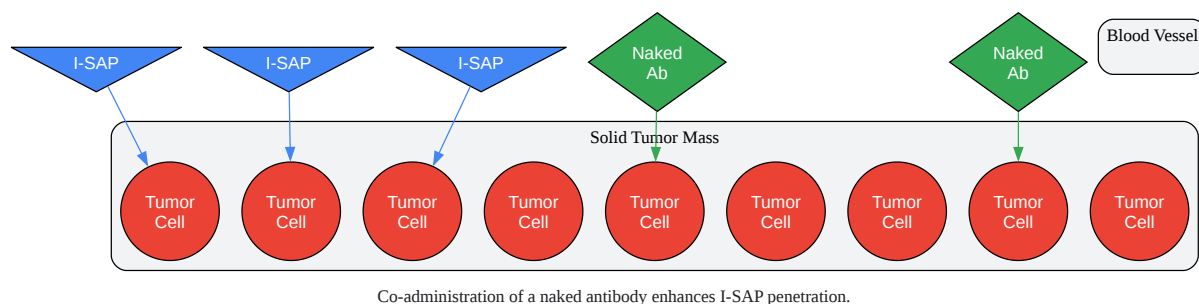 I-SAP
I-SAP
I-SAP
Naked
Ab
Naked
Ab
Blood Vessel
Solid Tumor Mass
Tumor
Cell
Tumor
Cell
Tumor
Cell
Tumor
Cell
Tumor
Cell
Tumor
Cell
Tumor
Cell
Tumor
Cell
Tumor
Cell
Co-administration of a naked antibody enhances I-SAP penetration.